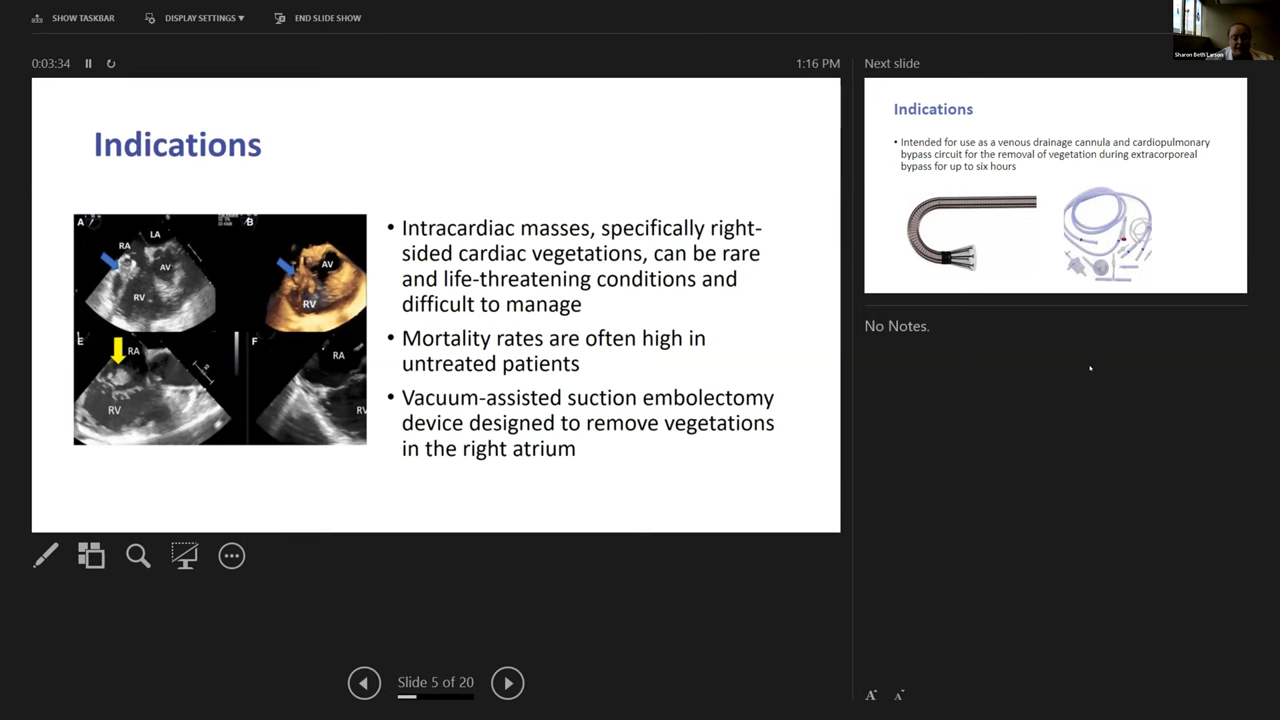 SHOW TASKBAR
DISPLAY SETTINGS ▼
END SLIDE SHOW
Sharon Beth Larson
0:03:34
1:16 PM
Next slide
Indications
A
LA
RA
AV
RV
B
AV
RV
E
RA
RV
F
RA
RV
• Intracardiac masses, specifically right-
sided cardiac vegetations, can be rare
and life-threatening conditions and
difficult to manage
• Mortality rates are often high in
untreated patients
• Vacuum-assisted suction embolectomy
device designed to remove vegetations
in the right atrium
Indications
• Intended for use as a venous drainage cannula and cardiopulmonary
bypass circuit for the removal of vegetation during extracorporeal
bypass for up to six hours
No Notes.
Slide 5 of 20
A A